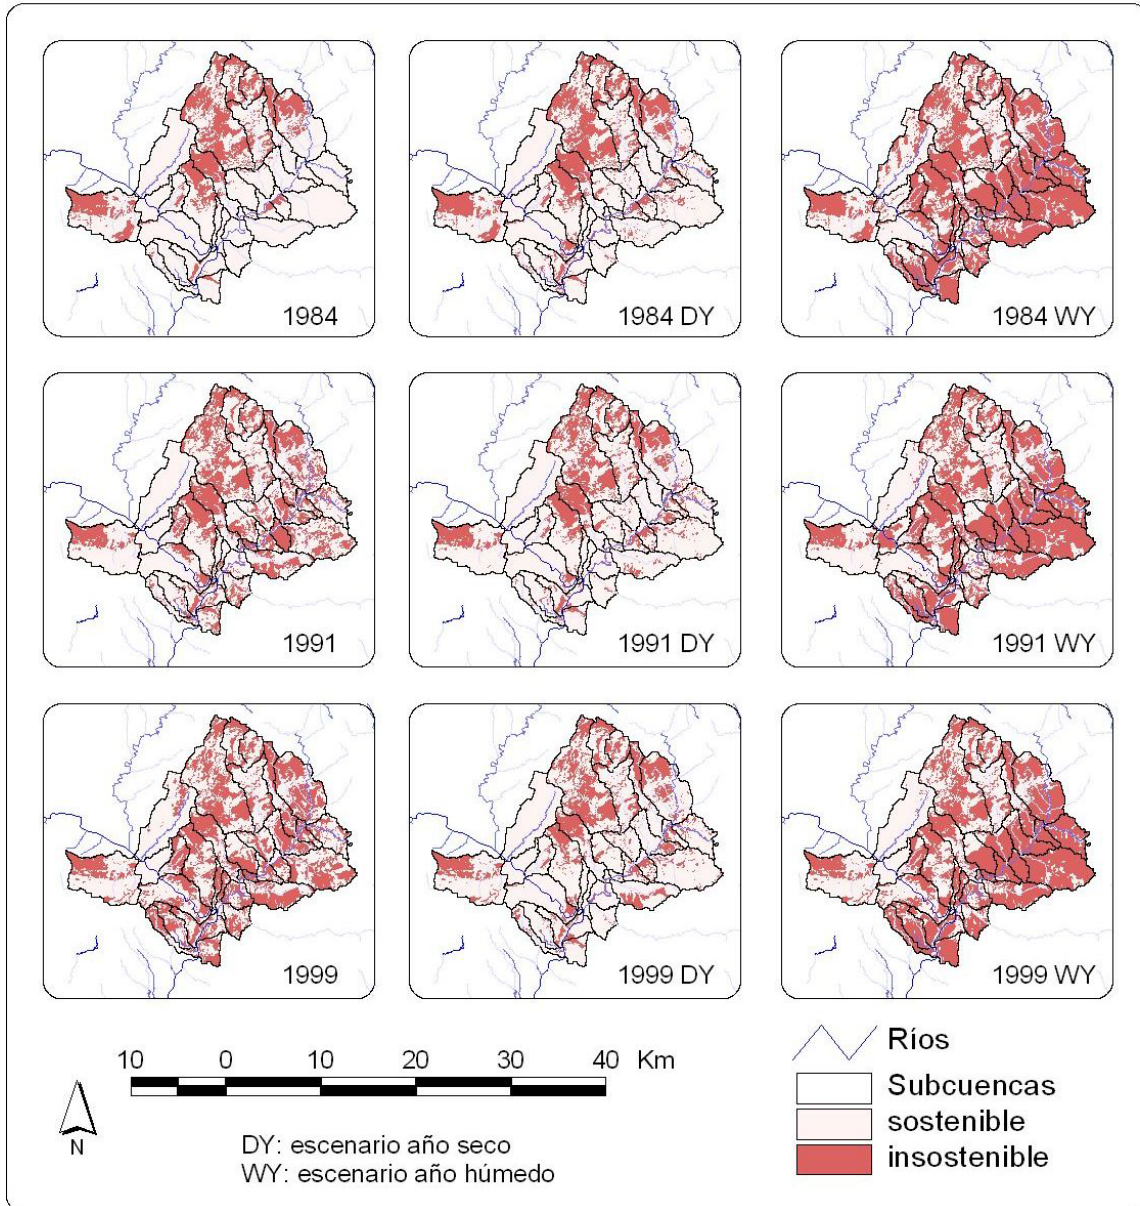 1984
1984 DY
1984 WY
1991
1991 DY
1991 WY
1999
1999 DY
1999 WY
10 0 10 20 30 40 Km
N
DY: escenario año seco
WY: escenario año húmedo
Ríos
Subcuencas
sostenible
insostenible